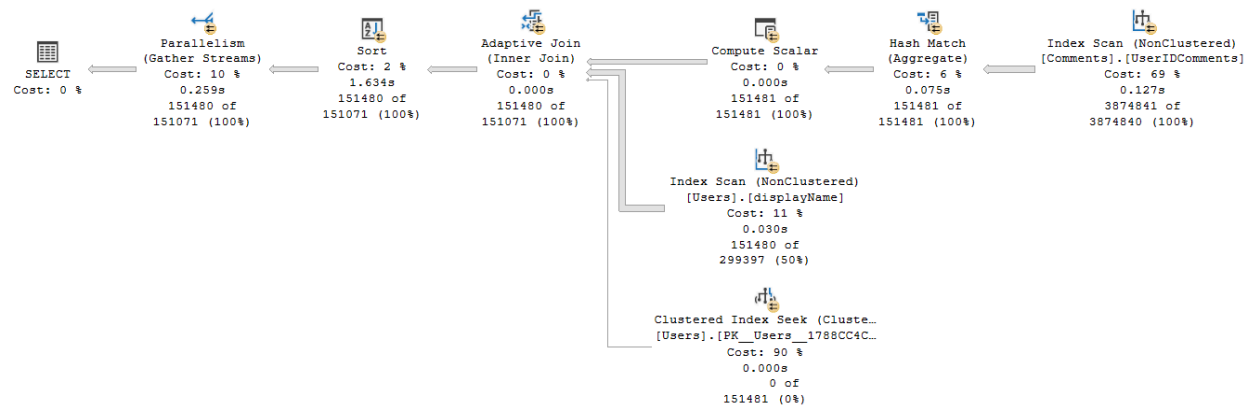 SELECT
Cost: 0 %
Parallelism
(Gather Streams)
Cost: 10 %
0.259s
151480 of
151071 (100%)
Sort
Cost: 2 %
1.634s
151480 of
151071 (100%)
Adaptive Join
(Inner Join)
Cost: 0 %
0.000s
151480 of
151071 (100%)
Compute Scalar
Cost: 0 %
0.000s
151481 of
151481 (100%)
Hash Match
(Aggregate)
Cost: 6 %
0.075s
151481 of
151481 (100%)
Index Scan (NonClustered)
[Comments].[UserIDComments]
Cost: 69 %
0.127s
3874841 of
3874840 (100%)
Index Scan (NonClustered)
[Users].[displayName]
Cost: 11 %
0.030s
151480 of
299397 (50%)
Clustered Index Seek (Cluste…
[Users].[PK__Users__1788CC4C…
Cost: 90 %
0.000s
0 of
151481 (0%)